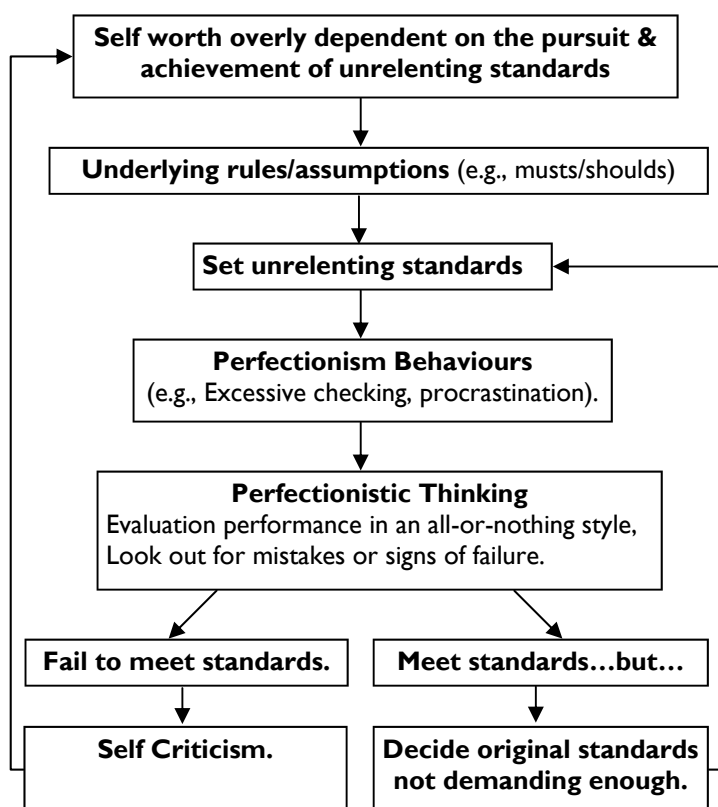 Self worth overly dependent on the pursuit &
achievement of unrelenting standards
Underlying rules/assumptions (e.g., musts/shoulds)
Set unrelenting standards
Perfectionism Behaviours
(e.g., Excessive checking, procrastination).
Perfectionistic Thinking
Evaluation performance in an all-or-nothing style,
Look out for mistakes or signs of failure.
Fail to meet standards.
Meet standards…but…
Self Criticism.
Decide original standards
not demanding enough.